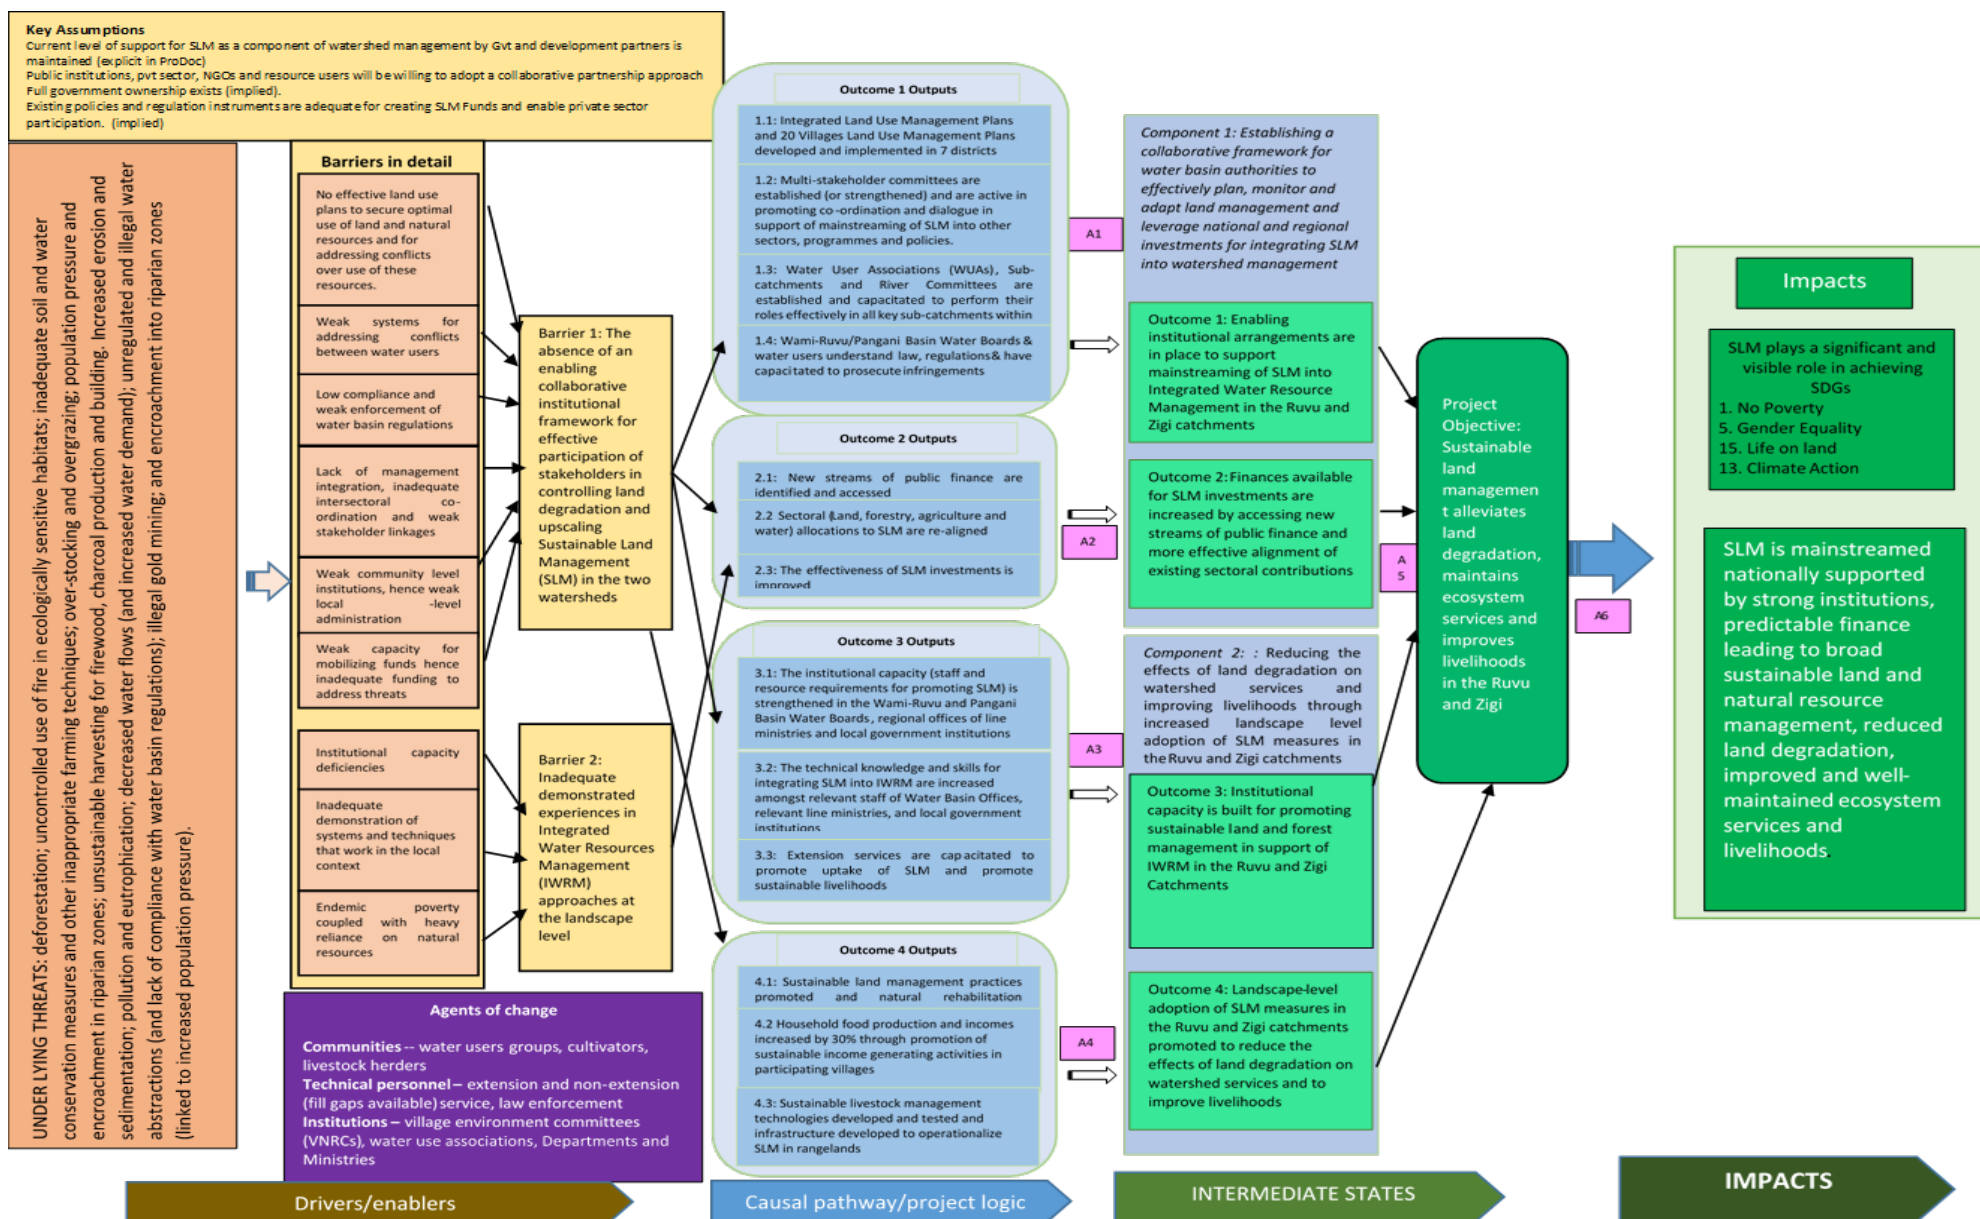 Key Assumptions
Current level of support for SLM as a component of watershed management by Gvt and development partners is
maintained (explicit in ProDoc)
Public institutions, pvt sector, NGOs and resource users will be willing to adopt a collaborative partnership approach
Full government ownership exists (implied).
Existing policies and regulation instruments are adequate for creating SLM Funds and enable private sector
participation. (implied)
UNDER LYING THREATS: deforestation; uncontrolled use of fire in ecologically sensitive habitats; inadequate soil and water
conservation measures and other inappropriate farming techniques; over-stocking and overgrazing; population pressure and
encroachment in riparian zones; unsustainable harvesting for firewood, charcoal production and building. Increased erosion and
sedimentation; pollution and eutrophication; decreased water flows (and increased water demand); unregulated and illegal water
abstractions (and lack of compliance with water basin regulations); illegal gold mining; and encroachment into riparian zones
(linked to increased population pressure).
Barriers in detail
No effective land use
plans to secure optimal
use of land and natural
resources and for
addressing conflicts
over use of these
resources.
Weak systems for
addressing conflicts
between water users
Low compliance and
weak enforcement of
water basin regulations
Lack of management
integration, inadequate
intersectoral co-
ordination and weak
stakeholder linkages
Weak community level
institutions, hence weak
local -level
administration
Weak capacity for
mobilizing funds hence
inadequate funding to
address threats
Institutional capacity
deficiencies
Inadequate
demonstration of
systems and techniques
that work in the local
context
Endemic poverty
coupled with heavy
reliance on natural
resources
Barrier 1: The
absence of an
enabling
collaborative
institutional
framework for
effective
participation of
stakeholders in
controlling land
degradation and
upscaling
Sustainable Land
Management
(SLM) in the two
watersheds
Barrier 2:
Inadequate
demonstrated
experiences in
Integrated
Water Resources
Management
(IWRM)
approaches at
the landscape
level
Agents of change
Communities -- water users groups, cultivators,
livestock herders
Technical personnel – extension and non-extension
(fill gaps available) service, law enforcement
Institutions – village environment committees
(VNRCs), water use associations, Departments and
Ministries
Outcome 1 Outputs
1.1: Integrated Land Use Management Plans
and 20 Villages Land Use Management Plans
developed and implemented in 7 districts
1.2: Multi-stakeholder committees are
established (or strengthened) and are active in
promoting co -ordination and dialogue in
support of mainstreaming of SLM into other
sectors, programmes and policies.
1.3: Water User Associations (WUAs), Sub-
catchments and River Committees are
established and capacitated to perform their
roles effectively in all key sub-catchments within
1.4: Wami-Ruvu/Pangani Basin Water Boards &
water users understand law, regulations & have
capacitated to prosecute infringements
Outcome 2 Outputs
2.1: New streams of public finance are
identified and accessed
2.2 Sectoral (Land, forestry, agriculture and
water) allocations to SLM are re-aligned
2.3: The effectiveness of SLM investments is
improved
Outcome 3 Outputs
3.1: The institutional capacity (staff and
resource requirements for promoting SLM) is
strengthened in the Wami-Ruvu and Pangani
Basin Water Boards, regional offices of line
ministries and local government institutions
3.2: The technical knowledge and skills for
integrating SLM into IWRM are increased
amongst relevant staff of Water Basin Offices,
relevant line ministries, and local government
institutions
3.3: Extension services are capacitated to
promote uptake of SLM and promote
sustainable livelihoods
Outcome 4 Outputs
4.1: Sustainable land management practices
promoted and natural rehabilitation
4.2 Household food production and incomes
increased by 30% through promotion of
sustainable income generating activities in
participating villages
4.3: Sustainable livestock management
technologies developed and tested and
infrastructure developed to operationalize
SLM in rangelands
A1
A2
A3
A4
Component 1: Establishing a
collaborative framework for
water basin authorities to
effectively plan, monitor and
adapt land management and
leverage national and regional
investments for integrating SLM
into watershed management
Outcome 1: Enabling
institutional arrangements are
in place to support
mainstreaming of SLM into
Integrated Water Resource
Management in the Ruvu and
Zigi catchments
Outcome 2:Finances available
for SLM investments are
increased by accessing new
streams of public finance and
more effective alignment of
existing sectoral contributions
Component 2: : Reducing the
effects of land degradation on
watershed services and
improving livelihoods through
increased landscape level
adoption of SLM measures in
the Ruvu and Zigi catchments
Outcome 3: Institutional
capacity is built for promoting
sustainable land and forest
management in support of
IWRM in the Ruvu and Zigi
Catchments
Outcome 4: Landscape-level
adoption of SLM measures in
the Ruvu and Zigi catchments
promoted to reduce the
effects of land degradation on
watershed services and to
improve livelihoods
A
5
Project
Objective:
Sustainable
land
managemen
t alleviates
land
degradation,
maintains
ecosystem
services and
improves
livelihoods
in the Ruvu
and Zigi
A6
Impacts
SLM plays a significant and
visible role in achieving
SDGs
1. No Poverty
5. Gender Equality
15. Life on land
13. Climate Action
SLM is mainstreamed
nationally supported
by strong institutions,
predictable finance
leading to broad
sustainable land and
natural resource
management, reduced
land degradation,
improved and well-
maintained ecosystem
services and
livelihoods.
Drivers/enablers
Causal pathway/project logic
INTERMEDIATE STATES
IMPACTS